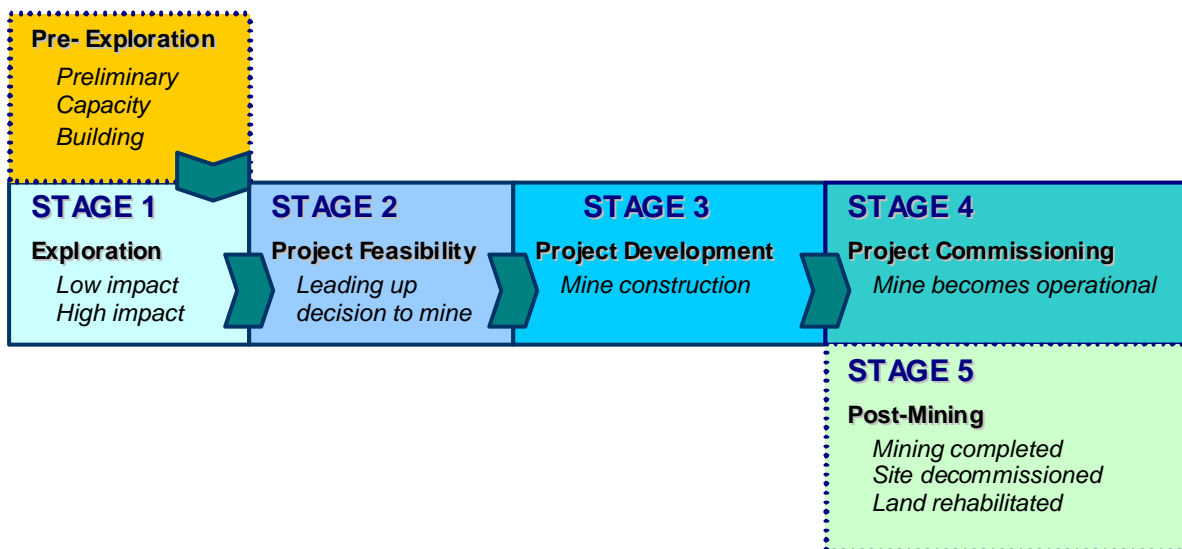 Pre- Exploration
Preliminary
Capacity
Building
STAGE 1
Exploration
Low impact
High impact
STAGE 2
Project Feasibility
Leading up
decision to mine
STAGE 3
Project Development
Mine construction
STAGE 4
Project Commissioning
Mine becomes operational
STAGE 5
Post-Mining
Mining completed
Site decommissioned
Land rehabilitated